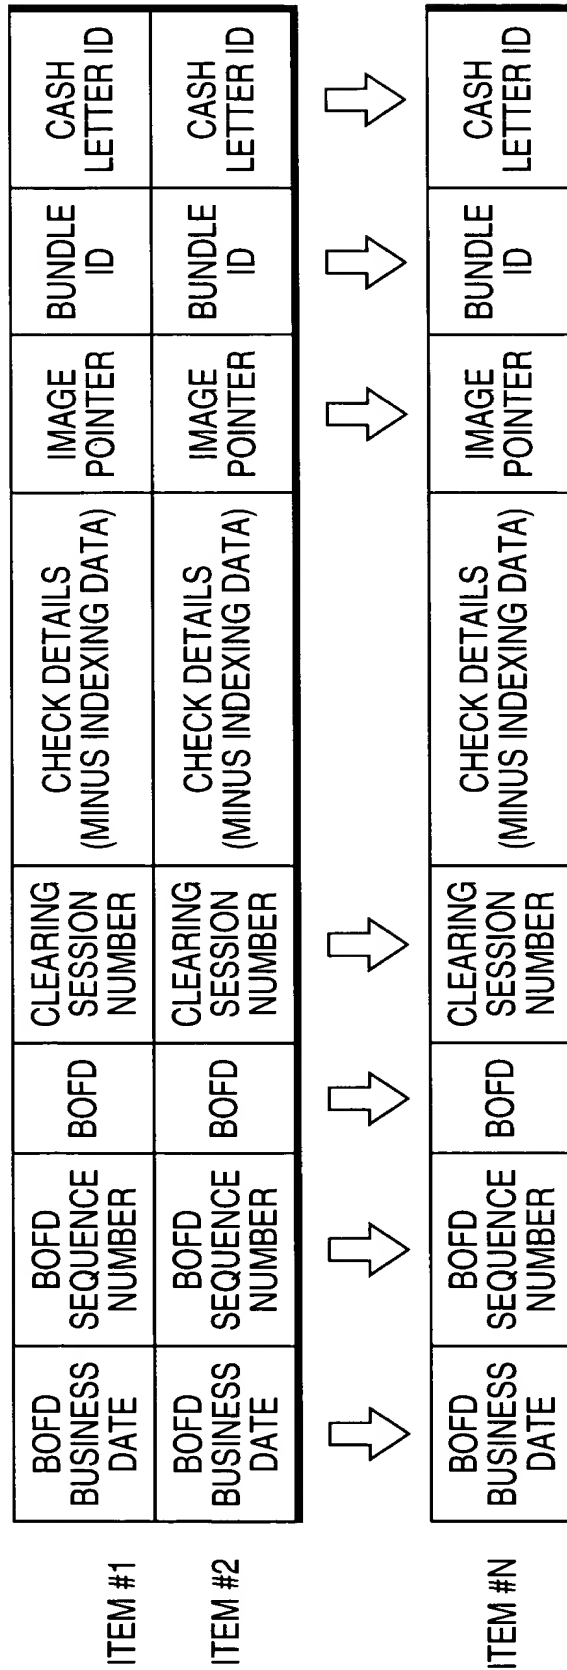 ITEM #1
BOFD
BUSINESS
DATE
BOFD
SEQUENCE
NUMBER
BOFD
CLEARING
SESSION
NUMBER
CHECK DETAILS
(MINUS INDEXING DATA)
IMAGE
POINTER
BUNDLE
ID
CASH
LETTER ID
ITEM #2
BOFD
BUSINESS
DATE
BOFD
SEQUENCE
NUMBER
BOFD
CLEARING
SESSION
NUMBER
CHECK DETAILS
(MINUS INDEXING DATA)
IMAGE
POINTER
BUNDLE
ID
CASH
LETTER ID
ITEM #N
BOFD
BUSINESS
DATE
BOFD
SEQUENCE
NUMBER
BOFD
CLEARING
SESSION
NUMBER
CHECK DETAILS
(MINUS INDEXING DATA)
IMAGE
POINTER
BUNDLE
ID
CASH
LETTER ID